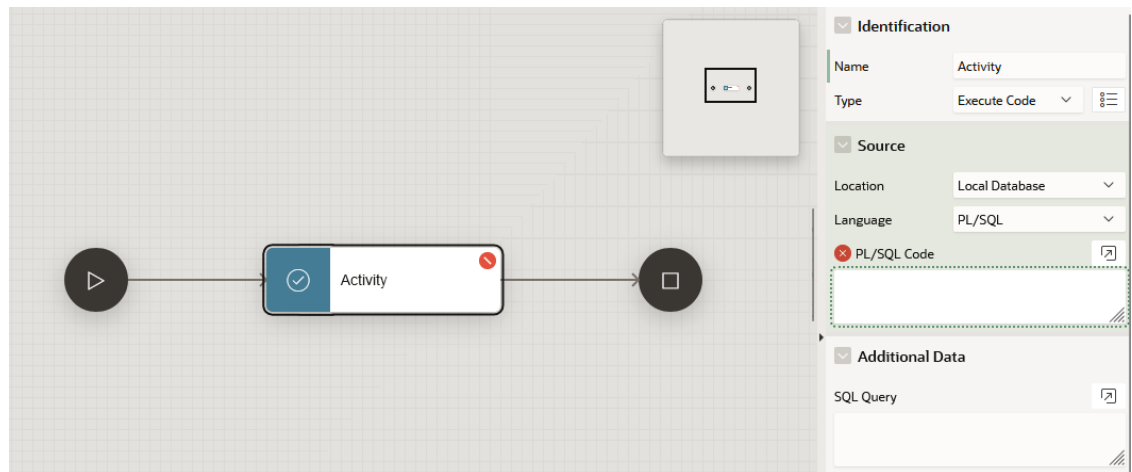 Activity
Identification
Name Activity
Type Execute Code
Source
Location Local Database
Language PL/SQL
PL/SQL Code
Additional Data
SQL Query